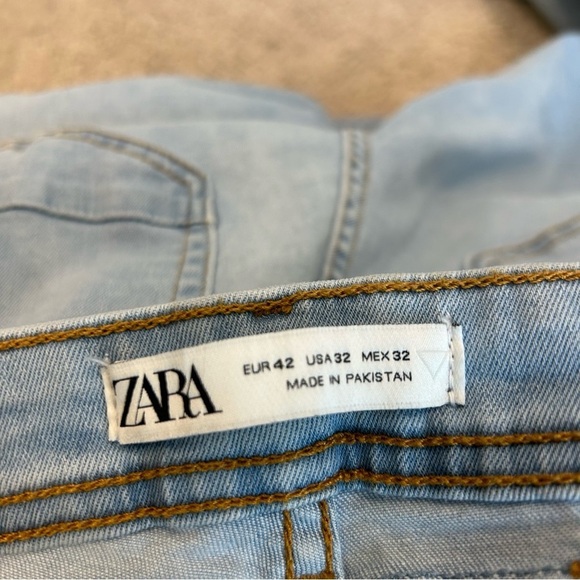 ZARA
EUR 42 USA 32 MEX 32
MADE IN PAKISTAN